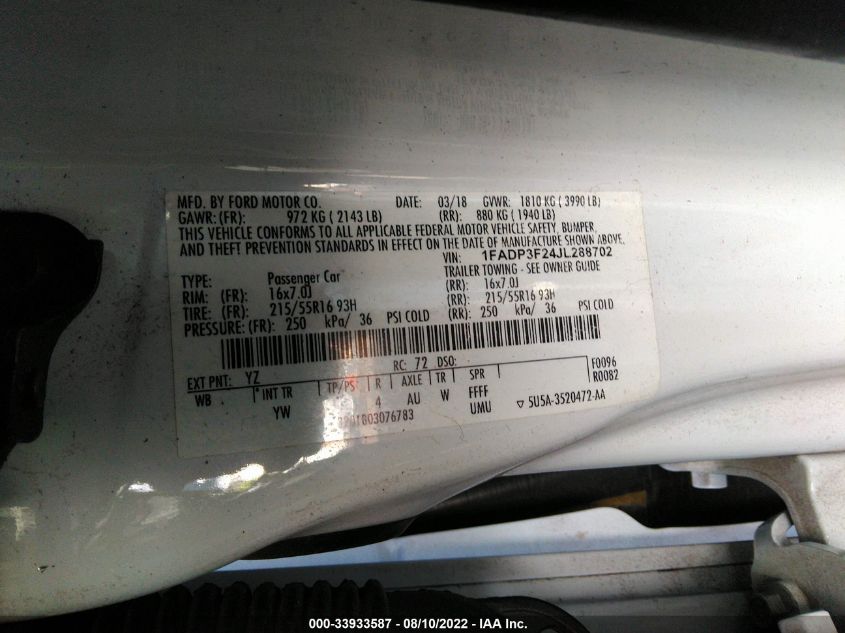 MFD. BY FORD MOTOR CO. DATE: 03/18 GVWR: 1810 KG ( 3990 LB)
GAWR: (FR): 972 KG ( 2143 LB) (RR): 880 KG ( 1940 LB)
THIS VEHICLE CONFORMS TO ALL APPLICABLE FEDERAL MOTOR VEHICLE SAFETY, BUMPER,
AND THEFT PREVENTION STANDARDS IN EFFECT ON THE DATE OF MANUFACTURE SHOWN ABOVE.
VIN: 1FADP3F24JL288702
TYPE: Passenger Car TRAILER TOWING - SEE OWNER GUIDE
RIM: (FR): 16x7.0J (RR): 16x7.0J
TIRE: (FR): 215/55R16 93H (RR): 215/55R16 93H
PRESSURE: (FR): 250 kPa/ 36 PSI COLD (RR): 250 kPa/ 36 PSI COLD
RC: 72 DSO: F0096
EXT PNT: YZ R0082
WB INT TR TP/PS R AXLE TR SPR
YW 4 AU W FFFF
UMU ▽ 5U5A-3520472-AA
000-33933587 - 08/10/2022 - IAA Inc.